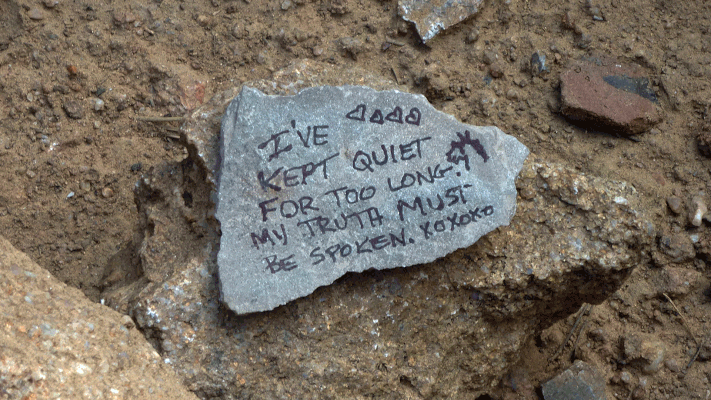 I'VE
KEPT QUIET
FOR TOO LONG.
MY TRUTH MUST
BE SPOKEN. XOXOXO